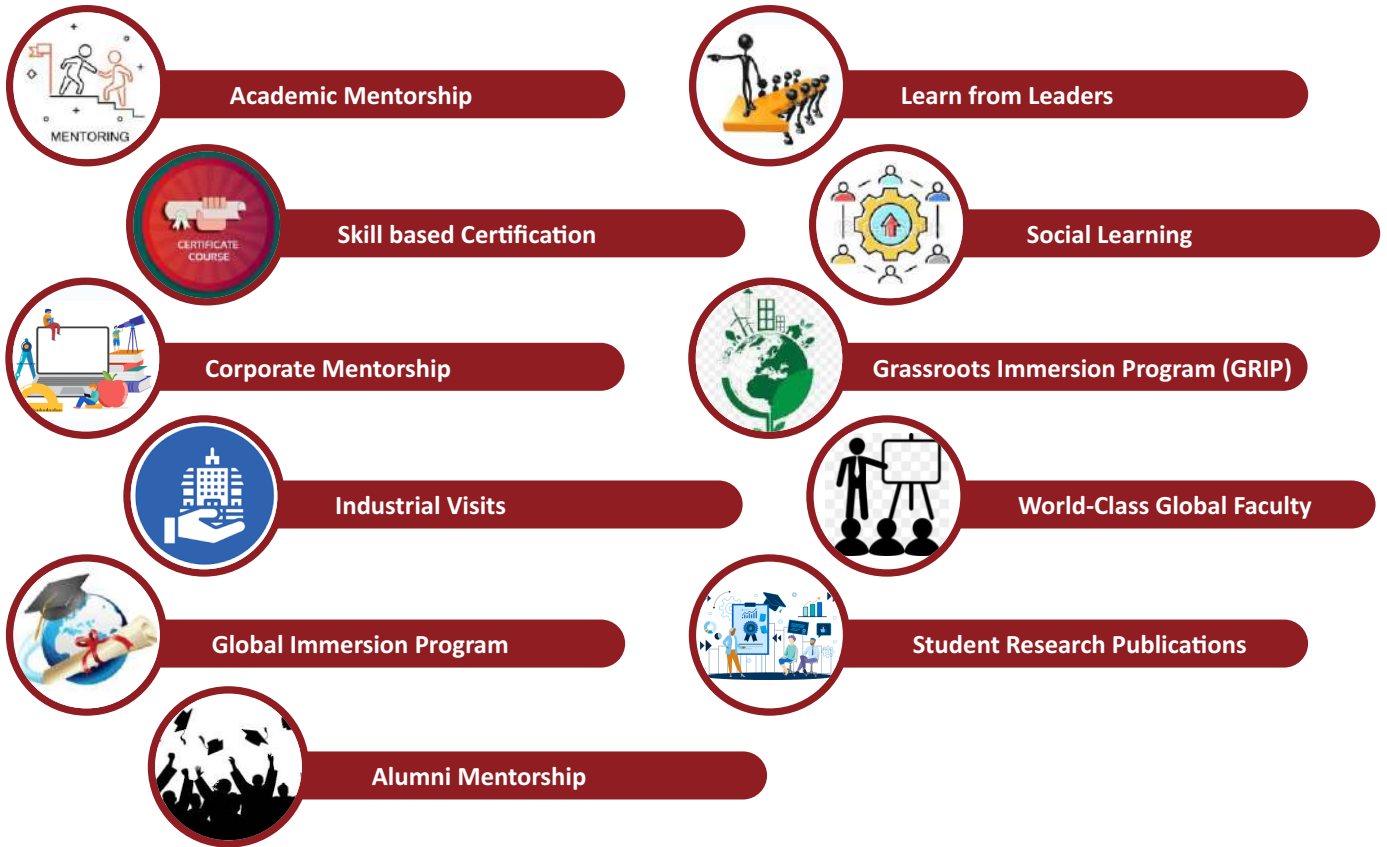 MENTORING
Academic Mentorship
Learn from Leaders
CERTIFICATE
COURSE
Skill based Certification
Social Learning
Corporate Mentorship
Grassroots Immersion Program (GRIP)
Industrial Visits
World-Class Global Faculty
Global Immersion Program
Student Research Publications
Alumni Mentorship